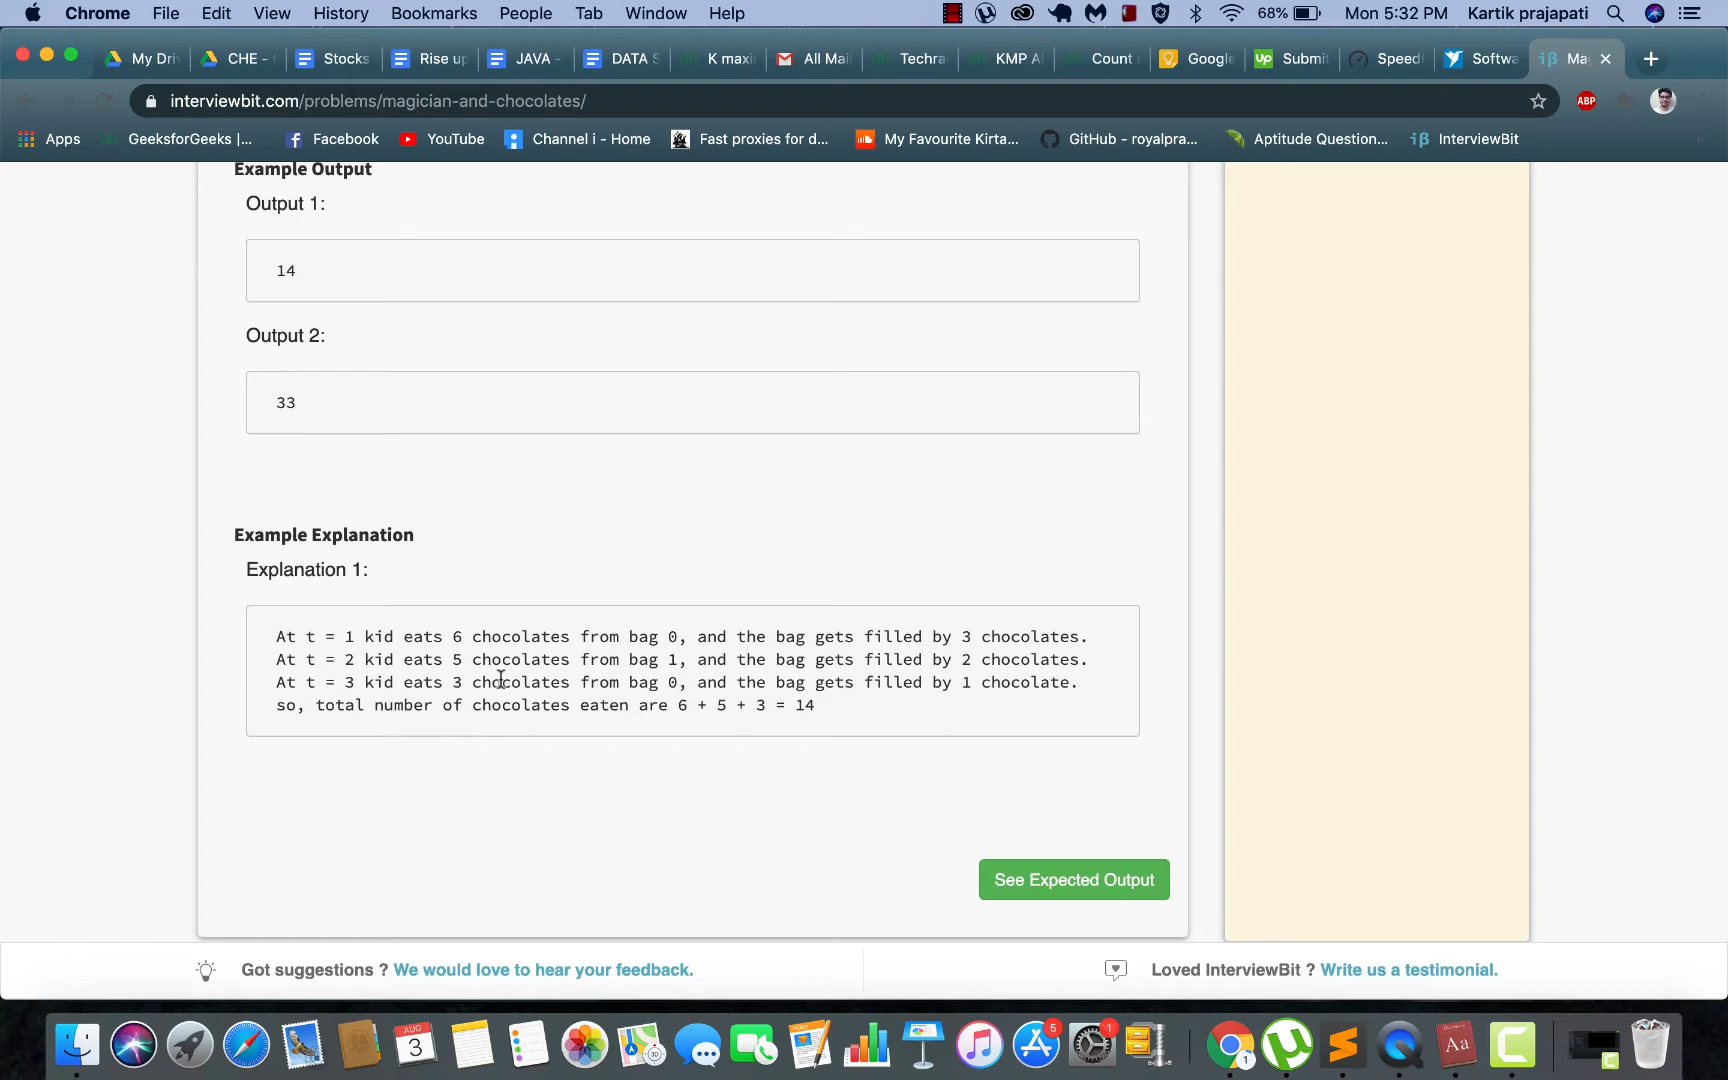 Chrome File Edit View History Bookmarks People Tab Window Help 68% Mon 5:32 PM Kartik prajapati
My Dri CHE - Stocks Rise up JAVA - DATA S K maxi All Mail Techra KMP Al Count Google Submi Speed Softwa Ma
interviewbit.com/problems/magician-and-chocolates/
Apps GeeksforGeeks |... Facebook YouTube Channel i - Home Fast proxies for d... My Favourite Kirta... GitHub - royalpra... Aptitude Question... InterviewBit
Example Output
Output 1:
14
Output 2:
33
Example Explanation
Explanation 1:
At t = 1 kid eats 6 chocolates from bag 0, and the bag gets filled by 3 chocolates.
At t = 2 kid eats 5 chocolates from bag 1, and the bag gets filled by 2 chocolates.
At t = 3 kid eats 3 chocolates from bag 0, and the bag gets filled by 1 chocolate.
so, total number of chocolates eaten are 6 + 5 + 3 = 14
See Expected Output
Got suggestions ? We would love to hear your feedback. Loved InterviewBit ? Write us a testimonial.
AUG
3
5
1
Aa